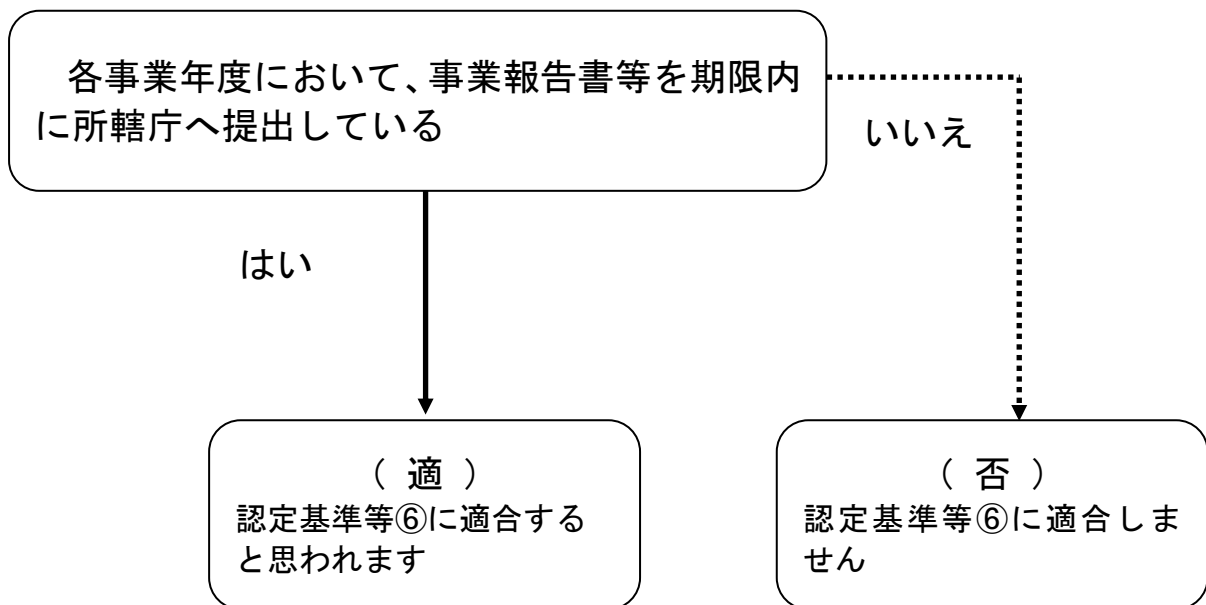 各事業年度において、事業報告書等を期限内
に所轄庁へ提出している
いいえ
はい
（ 適 ）
認定基準等⑥に適合する
と思われます
（ 否 ）
認定基準等⑥に適合しま
せん